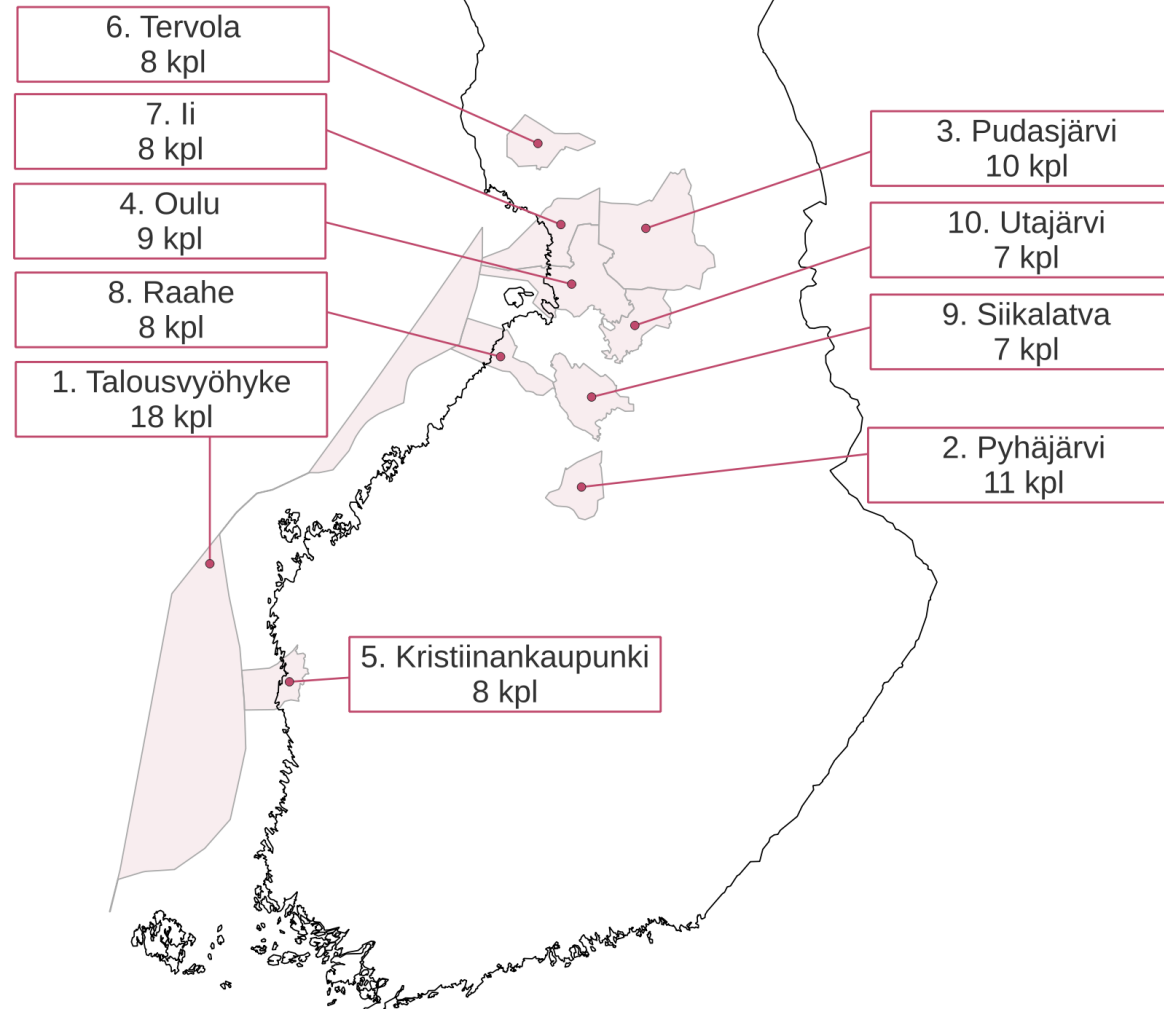 6. Tervola
8 kpl
7. Ii
8 kpl
4. Oulu
9 kpl
8. Raahe
8 kpl
1. Talousvyöhyke
18 kpl
3. Pudasjärvi
10 kpl
10. Utajärvi
7 kpl
9. Siikalatva
7 kpl
2. Pyhäjärvi
11 kpl
5. Kristiinankaupunki
8 kpl